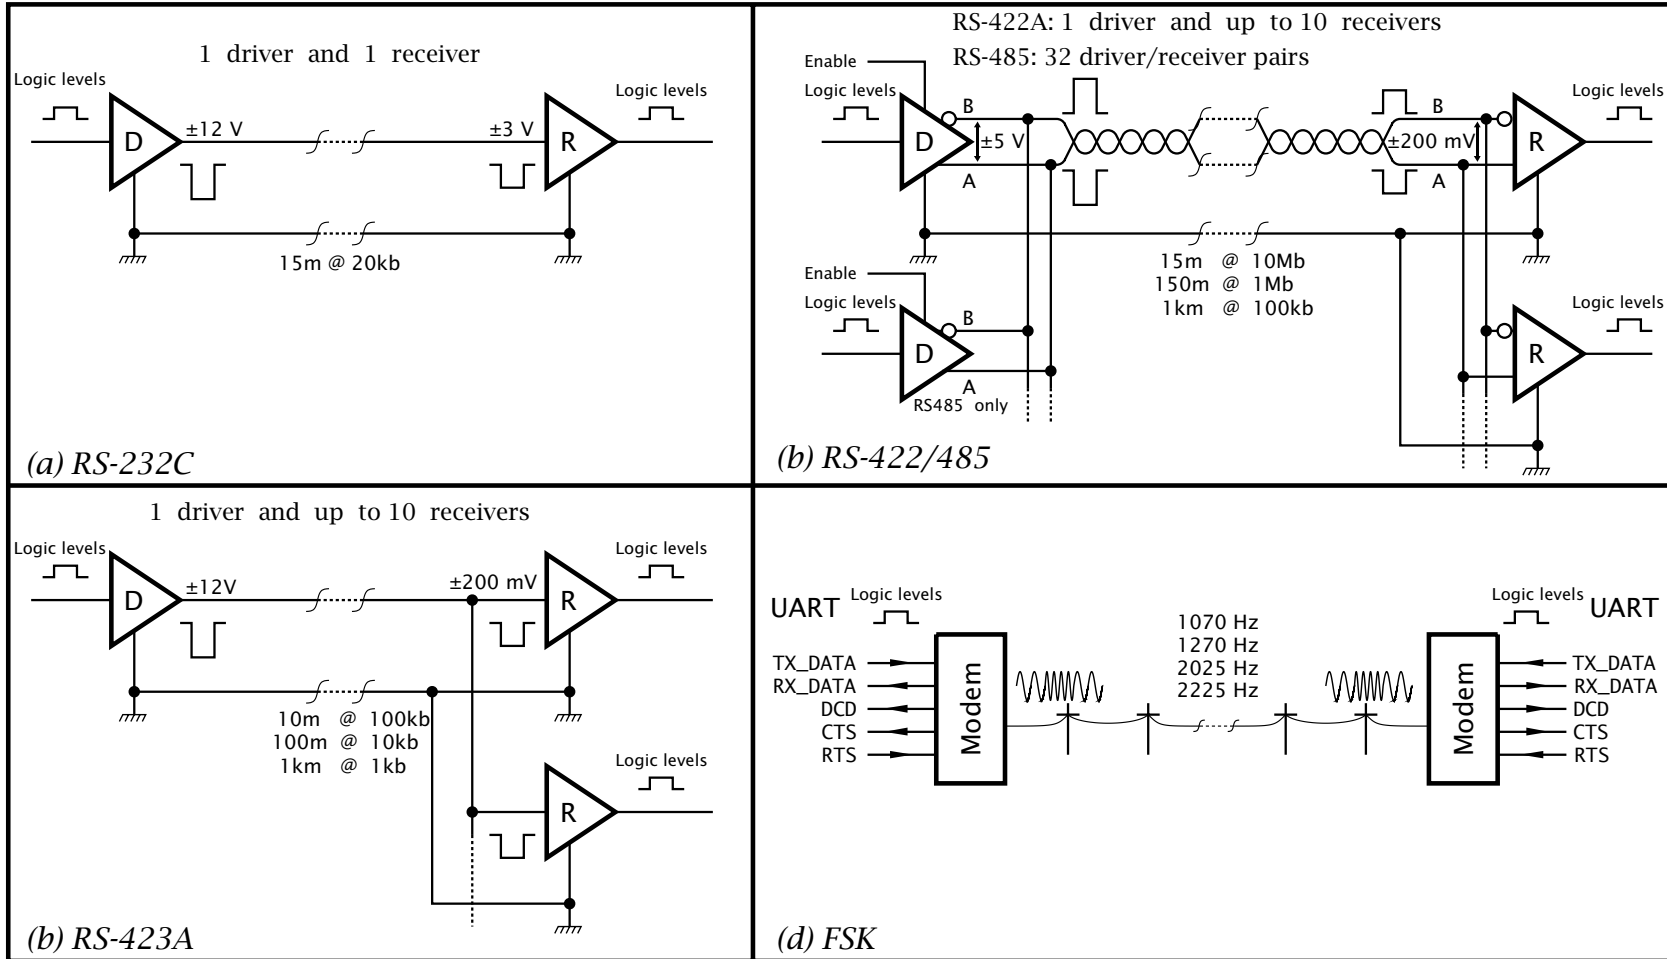 1 driver and 1 receiver
Logic levels
Logic levels
D
±12 V
±3 V
R
15m @ 20kb
(a) RS-232C
RS-422A: 1 driver and up to 10 receivers
RS-485: 32 driver/receiver pairs
Enable
Logic levels
Logic levels
B
B
D
±5 V
±200 mV
R
A
A
15m @ 10Mb
150m @ 1Mb
1km @ 100kb
Enable
Logic levels
Logic levels
B
D
R
A
RS485 only
(b) RS-422/485
1 driver and up to 10 receivers
Logic levels
Logic levels
D
±12V
±200 mV
R
10m @ 100kb
100m @ 10kb
1km @ 1kb
Logic levels
R
(b) RS-423A
UART
Logic levels
Logic levels
UART
1070 Hz
1270 Hz
2025 Hz
2225 Hz
TX_DATA
RX_DATA
DCD
CTS
RTS
Modem
Modem
TX_DATA
RX_DATA
DCD
CTS
RTS
(d) FSK